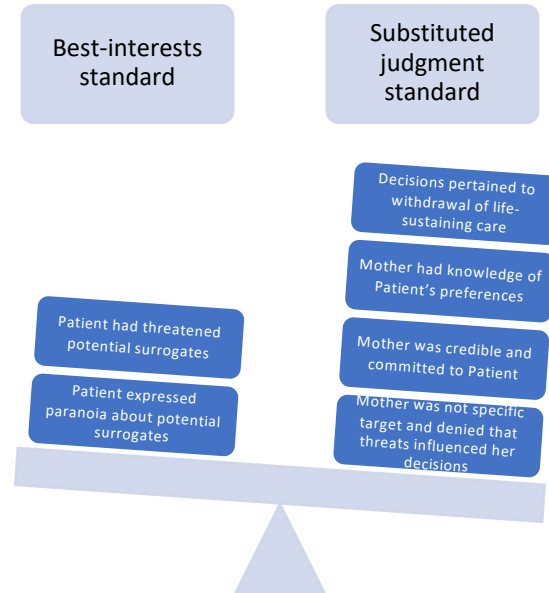 Best-interests
standard
Substituted
judgment
standard
Patient had threatened
potential surrogates
Patient expressed
paranoia about potential
surrogates
Decisions pertained to
withdrawal of life-
sustaining care
Mother had knowledge of
Patient's preferences
Mother was credible and
committed to Patient
Mother was not specific
target and denied that
threats influenced her
decisions